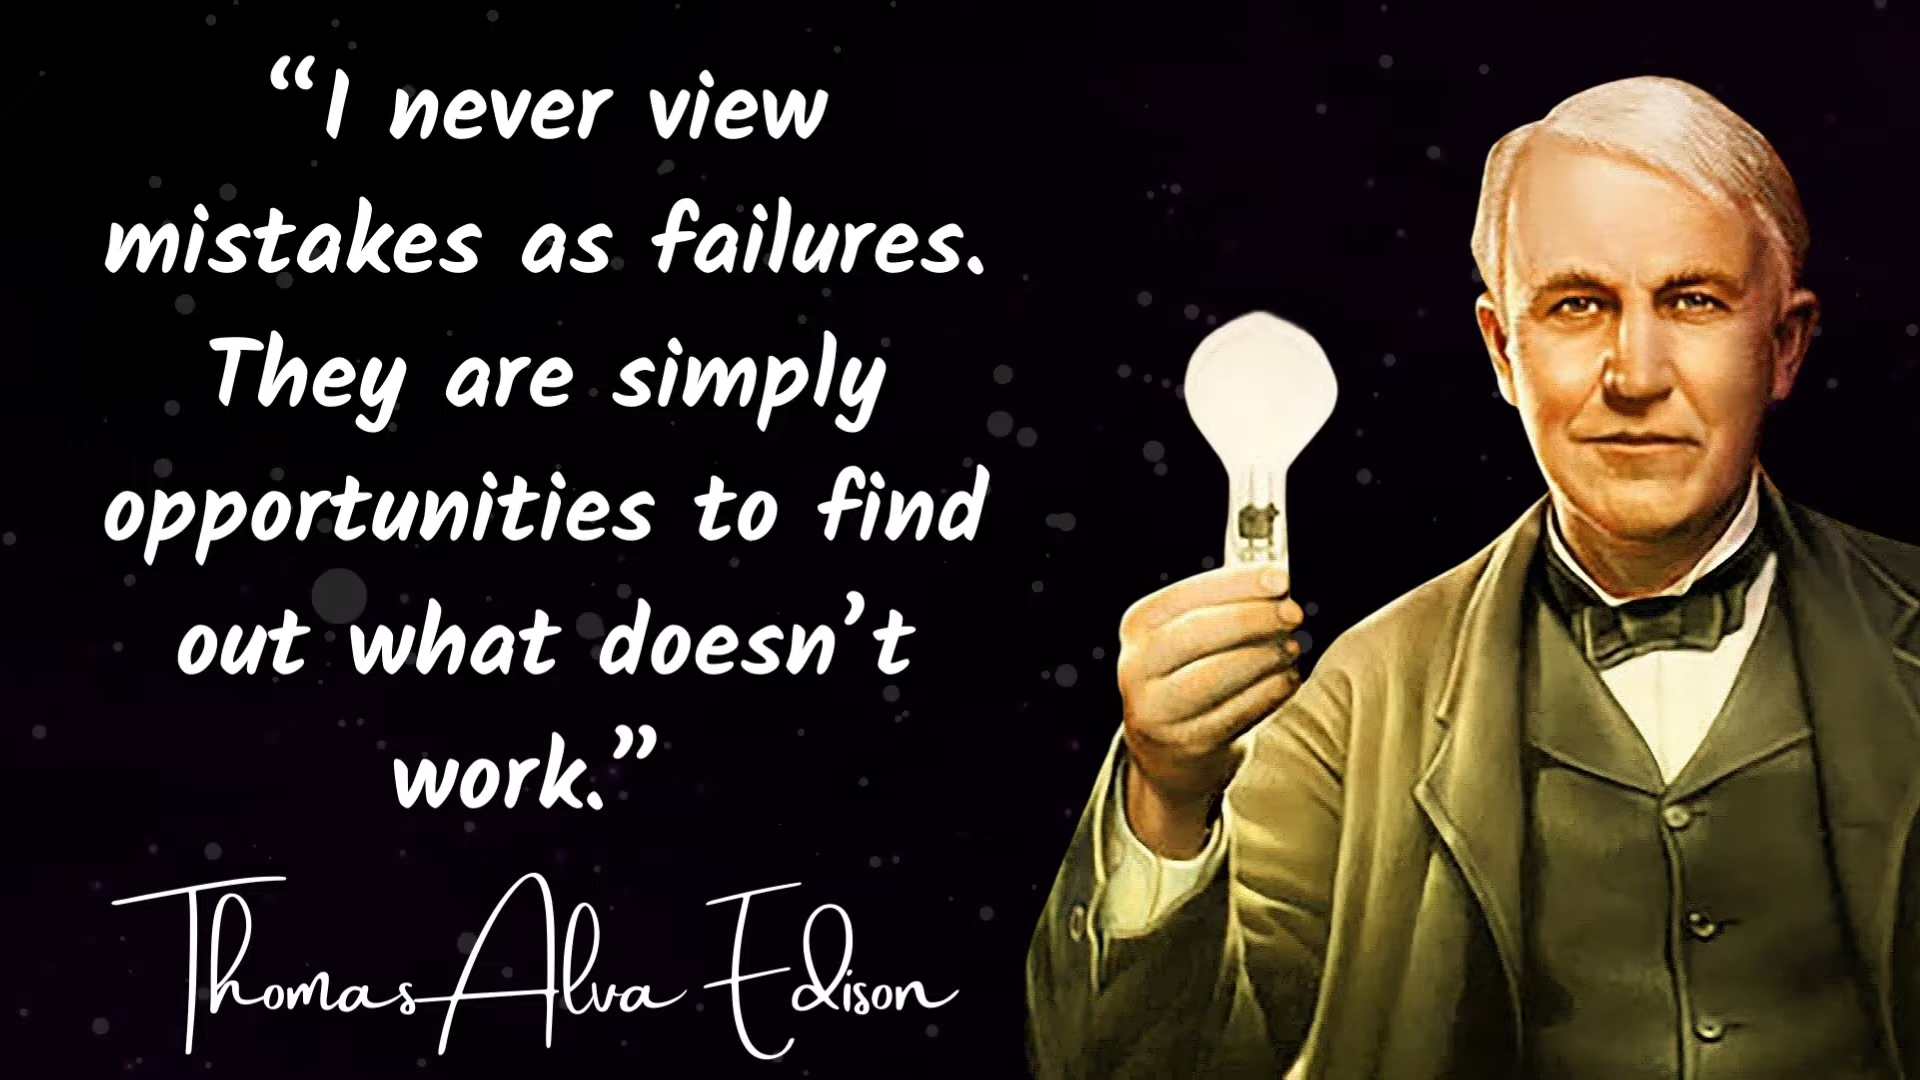 “I never view
mistakes as failures.
They are simply
opportunities to find
out what doesn’t
work.”
Thomas Alva Edison